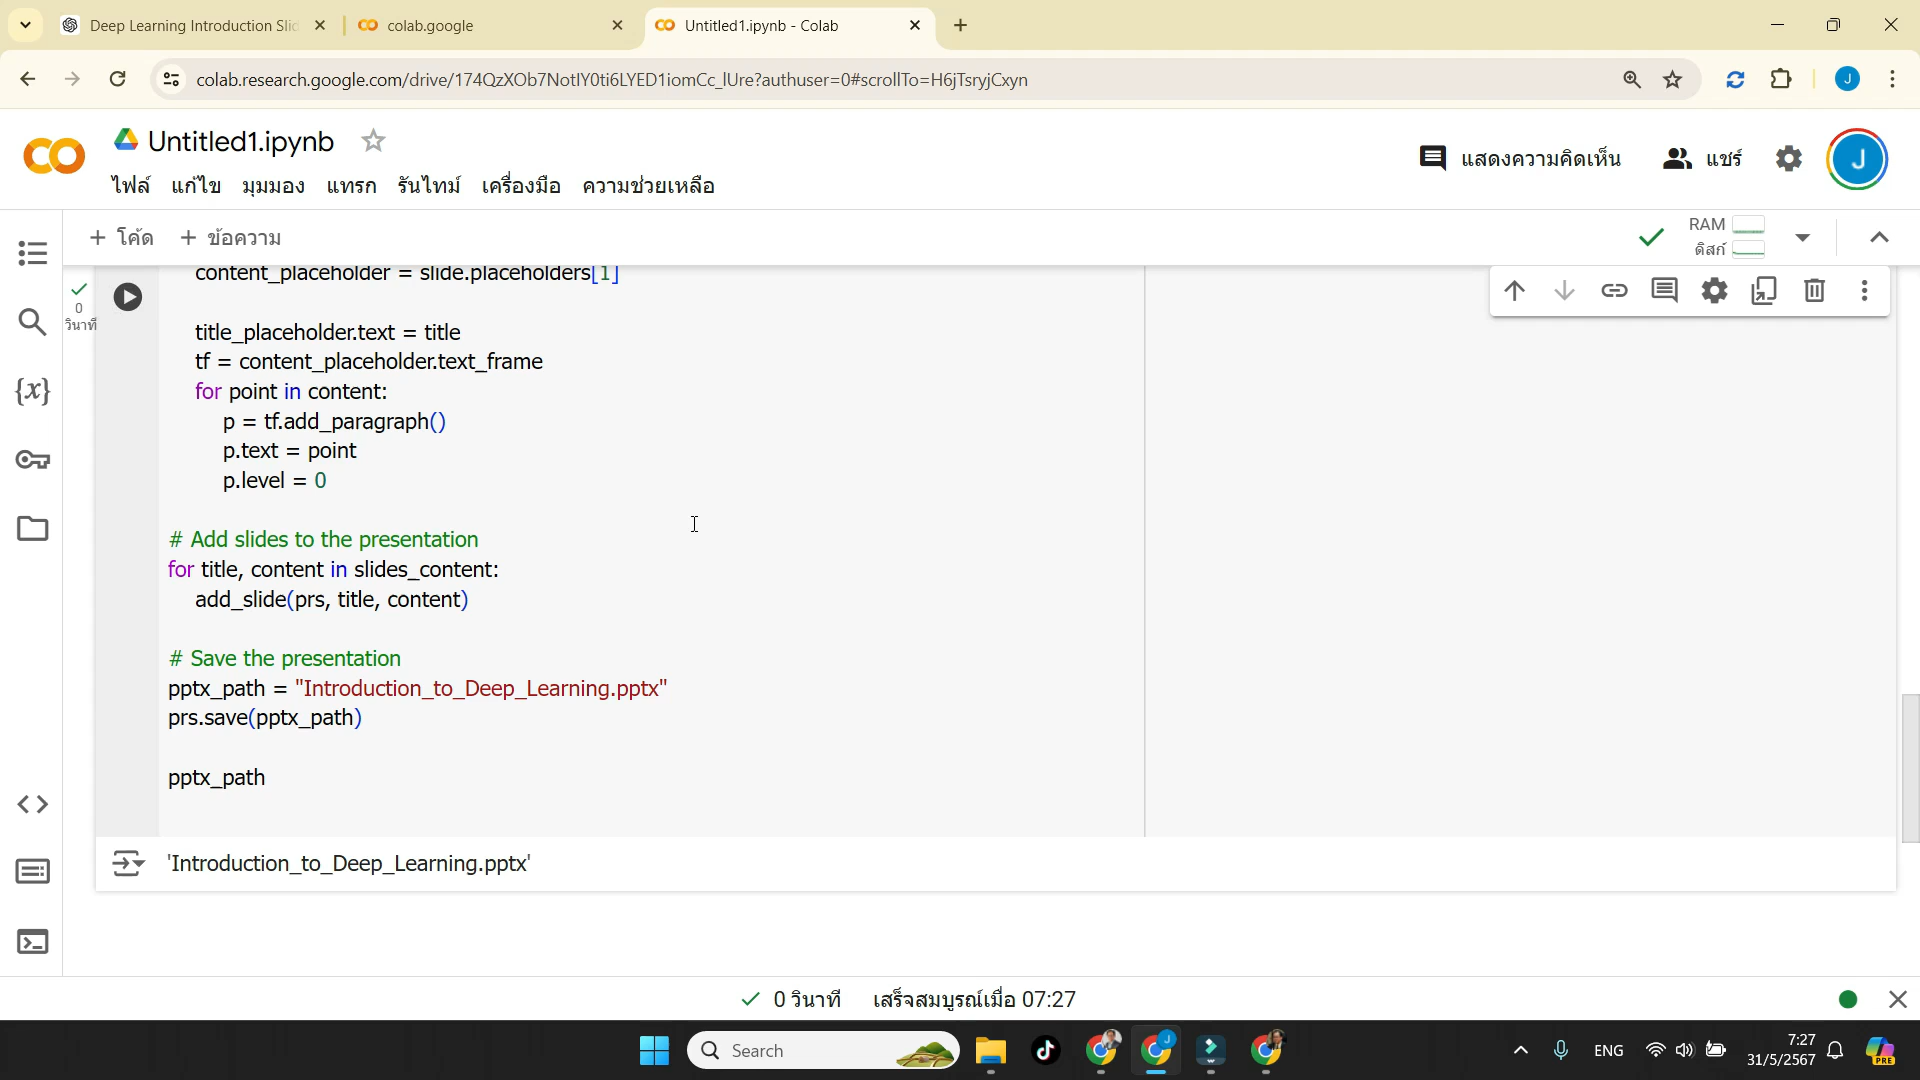 Deep Learning Introduction Slid
colab.google
Untitled1.ipynb - Colab
colab.research.google.com/drive/174QzXOb7NotIY0ti6LYED1iomCc_lUre?authuser=0#scrollTo=H6jTsryjCxyn
J
Untitled1.ipynb
แสดงความคิดเห็น
แชร์
J
ไฟล์ แก้ไข มุมมอง แทรก รันไทม์ เครื่องมือ ความช่วยเหลือ
+ โค้ด + ข้อความ
RAM
ดิสก์
content_placeholder = slide.placeholders[1]
0
วินาที
title_placeholder.text = title
tf = content_placeholder.text_frame
for point in content:
p = tf.add_paragraph()
p.text = point
p.level = 0
# Add slides to the presentation
for title, content in slides_content:
add_slide(prs, title, content)
# Save the presentation
pptx_path = "Introduction_to_Deep_Learning.pptx"
prs.save(pptx_path)
pptx_path
'Introduction_to_Deep_Learning.pptx'
0 วินาที เสร็จสมบูรณ์เมื่อ 07:27
Search
J
ENG
7:27
31/5/2567
PRE